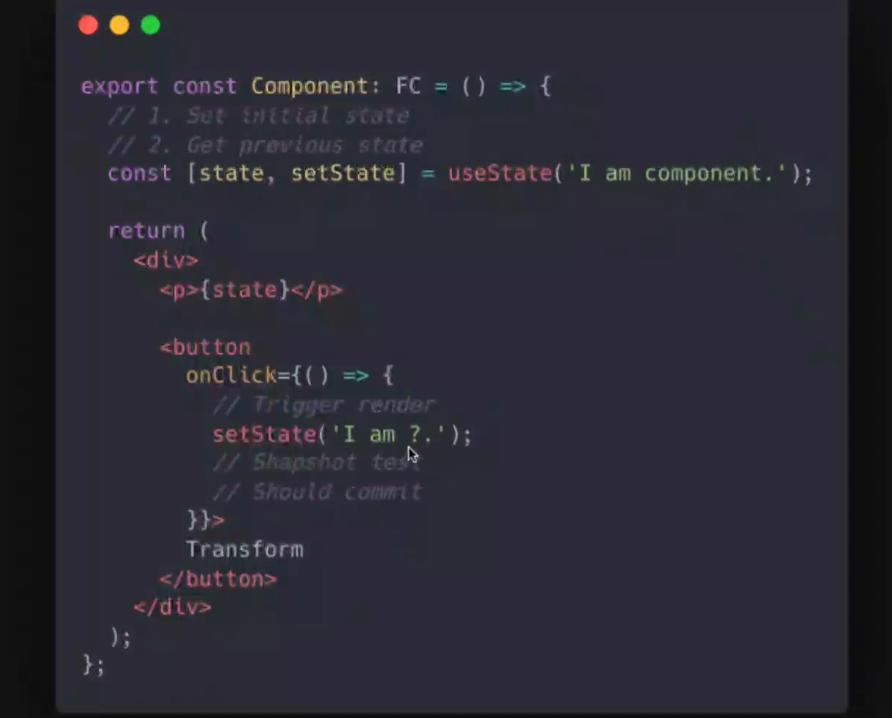 export const Component: FC = () => {
// 1. Set initial state
// 2. Get previous state
const [state, setState] = useState('I am component.');
return (
<div>
<p>{state}</p>
<button
onClick={() => {
// Trigger render
setState('I am ?.');
// Shapshot test
// Should commit
}}>
Transform
</button>
</div>
);
};